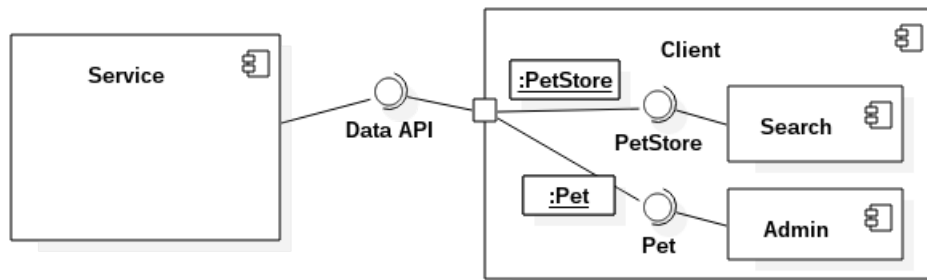 Client
Service
:PetStore
Data API
PetStore
Search
:Pet
Pet
Admin